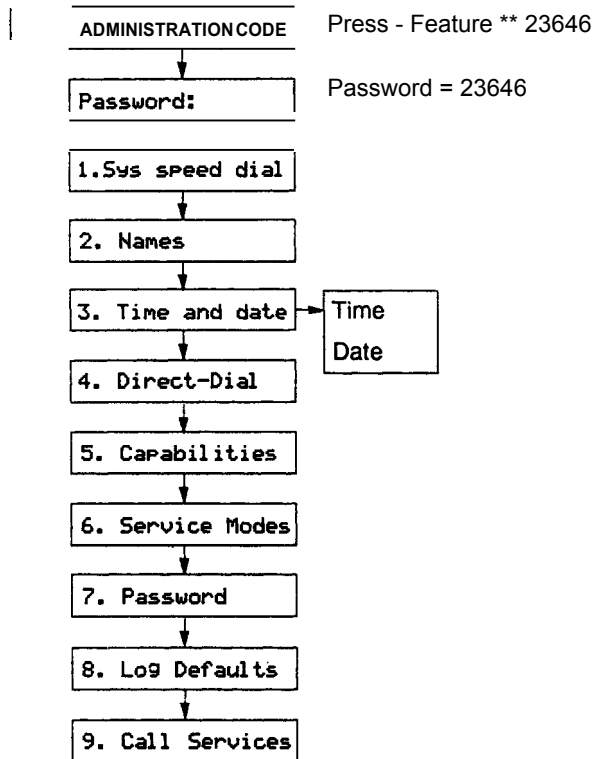 ADMINISTRATION CODE
Press - Feature ** 23646
Password:
Password = 23646
1.Sys speed dial
2. Names
3. Time and date
Time
Date
4. Direct-Dial
5. Capabilities
6. Service Modes
7. Password
8. Log Defaults
9. Call Services